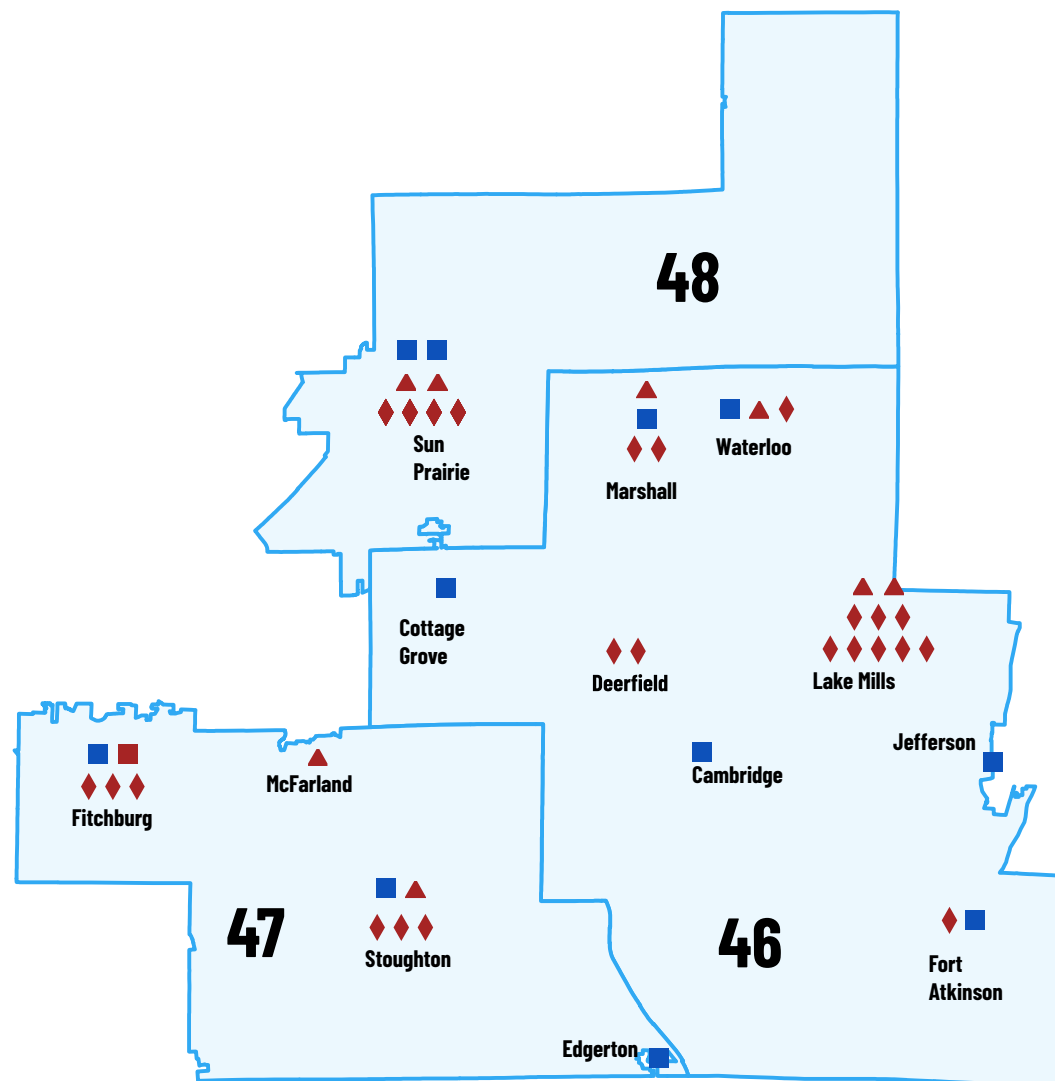 48
Sun
Prairie
Marshall
Waterloo
Cottage
Grove
Deerfield
Lake Mills
Jefferson
Cambridge
McFarland
Fitchburg
47
Stoughton
46
Fort
Atkinson
Edgerton